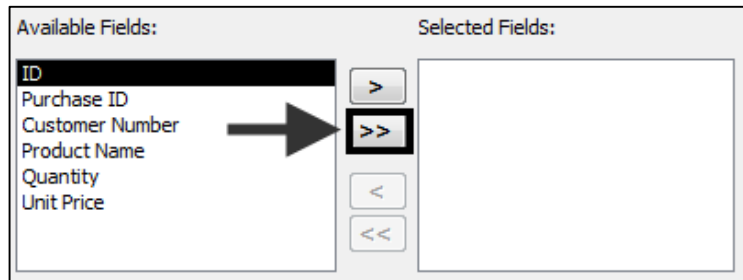 Available Fields:
Selected Fields:
ID
Purchase ID
Customer Number
Product Name
Quantity
Unit Price
>
>>
<
<<